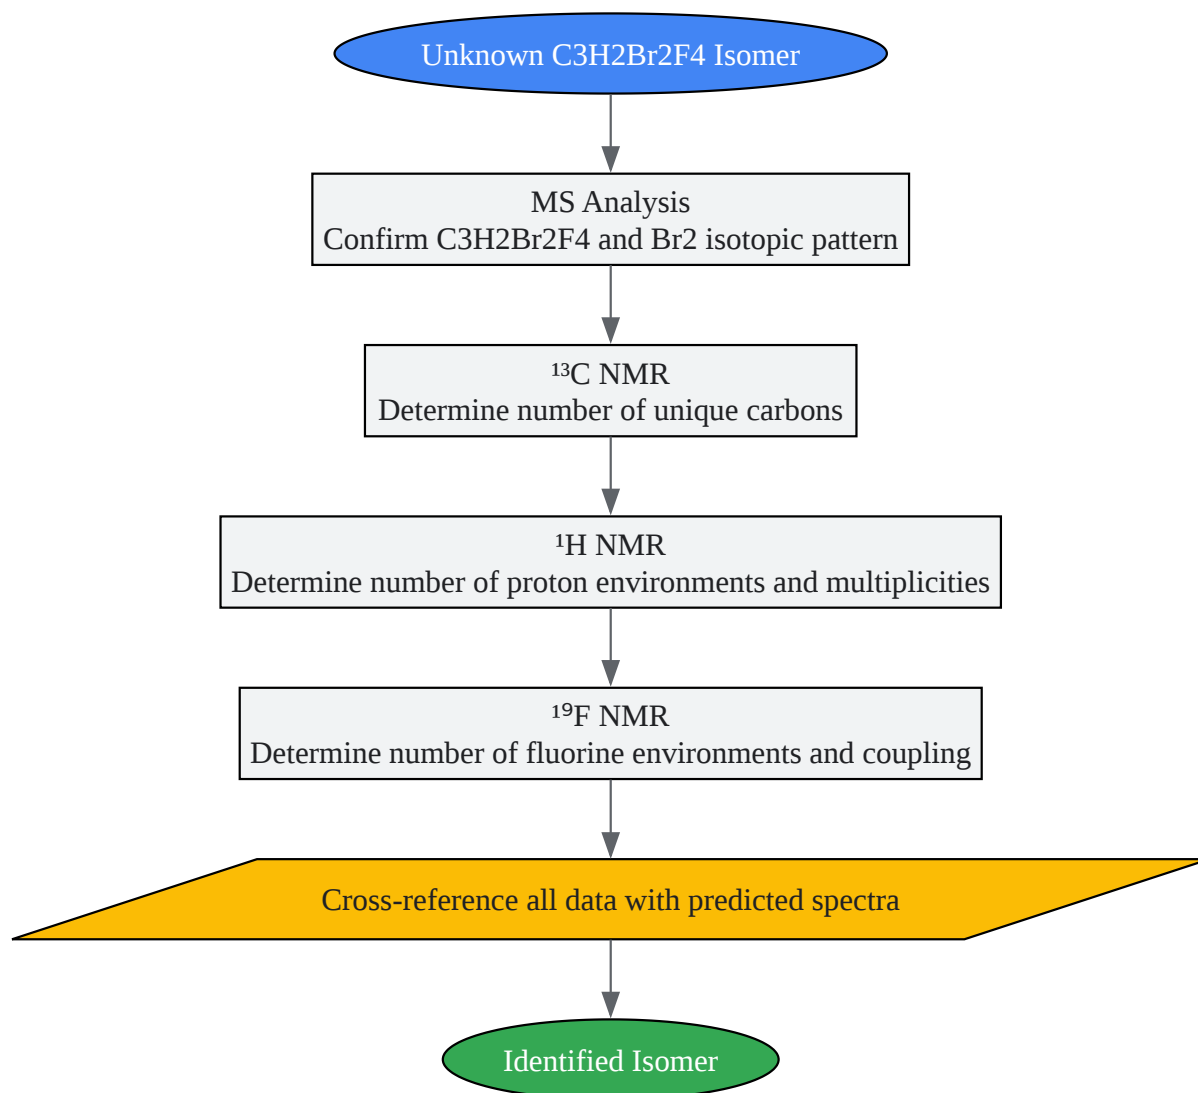 Unknown C3H2Br2F4 Isomer
MS Analysis
Confirm C3H2Br2F4 and Br2 isotopic pattern
¹³C NMR
Determine number of unique carbons
¹H NMR
Determine number of proton environments and multiplicities
¹⁹F NMR
Determine number of fluorine environments and coupling
Cross-reference all data with predicted spectra
Identified Isomer